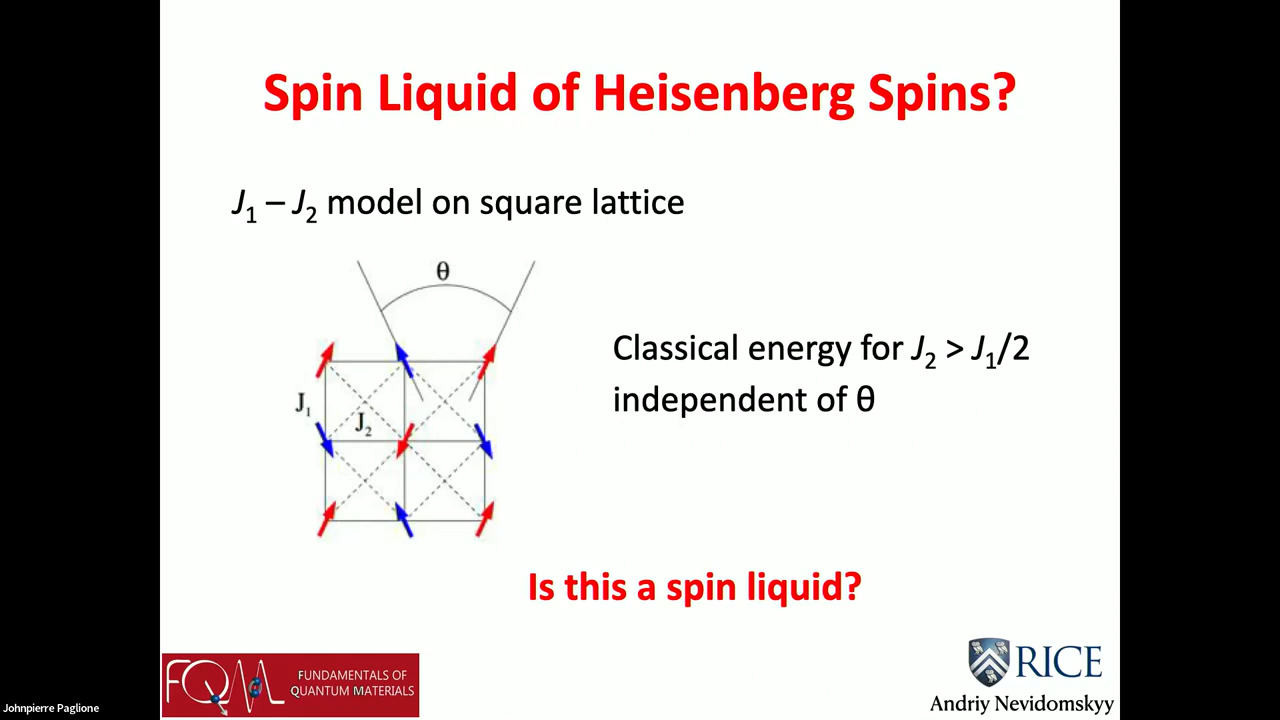 Spin Liquid of Heisenberg Spins?
J1 – J2 model on square lattice
θ
J1
J2
Classical energy for J2 > J1/2
independent of θ
Is this a spin liquid?
FQM
FUNDAMENTALS OF
QUANTUM MATERIALS
RICE
Andriy Nevidomskyy
Johnpierre Paglione